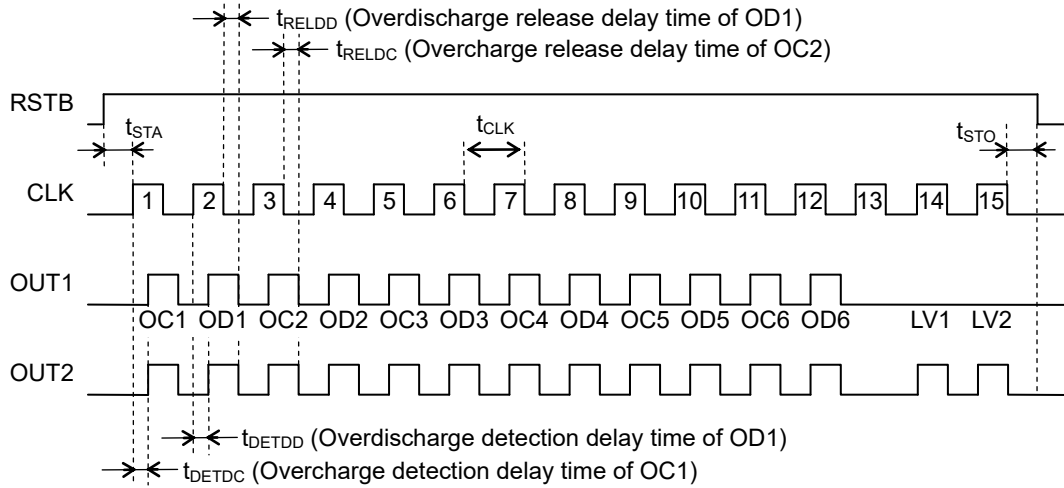 tRELDD (Overdischarge release delay time of OD1)
tRELDC (Overcharge release delay time of OC2)
RSTB
tSTA
tCLK
tSTO
CLK
1 2 3 4 5 6 7 8 9 10 11 12 13 14 15
OUT1
OC1 OD1 OC2 OD2 OC3 OD3 OC4 OD4 OC5 OD5 OC6 OD6 LV1 LV2
OUT2
tDETDD (Overdischarge detection delay time of OD1)
tDETDC (Overcharge detection delay time of OC1)